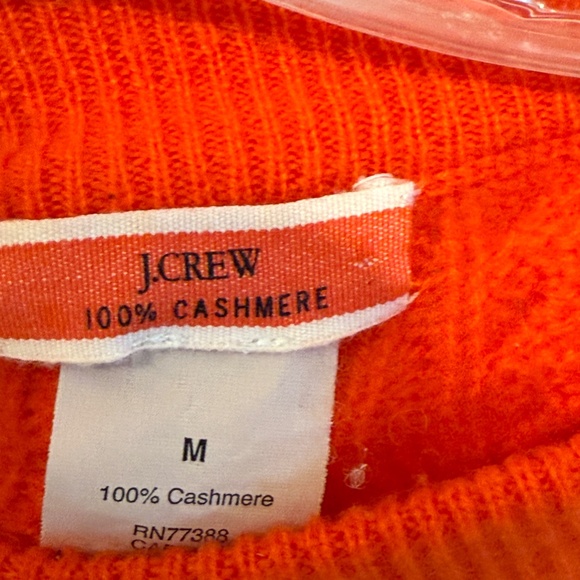 J.CREW
100% CASHMERE
M
100% Cashmere
RN77388